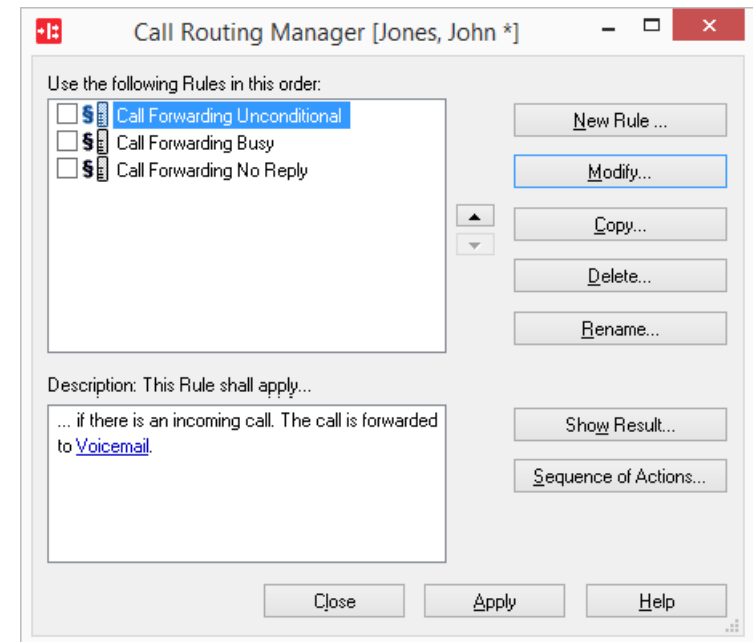 Call Routing Manager [Jones, John *]
Use the following Rules in this order:
§ Call Forwarding Unconditional
§ Call Forwarding Busy
§ Call Forwarding No Reply
New Rule ...
Modify...
Copy...
Delete...
Rename...
Description: This Rule shall apply...
... if there is an incoming call. The call is forwarded
to Voicemail.
Show Result...
Sequence of Actions...
Close
Apply
Help